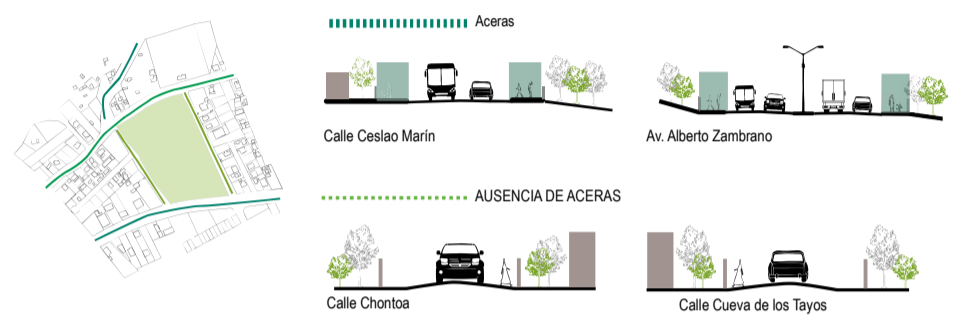 Aceras
Calle Ceslao Marín
Av. Alberto Zambrano
AUSENCIA DE ACERAS
Calle Chontoa
Calle Cueva de los Tayos